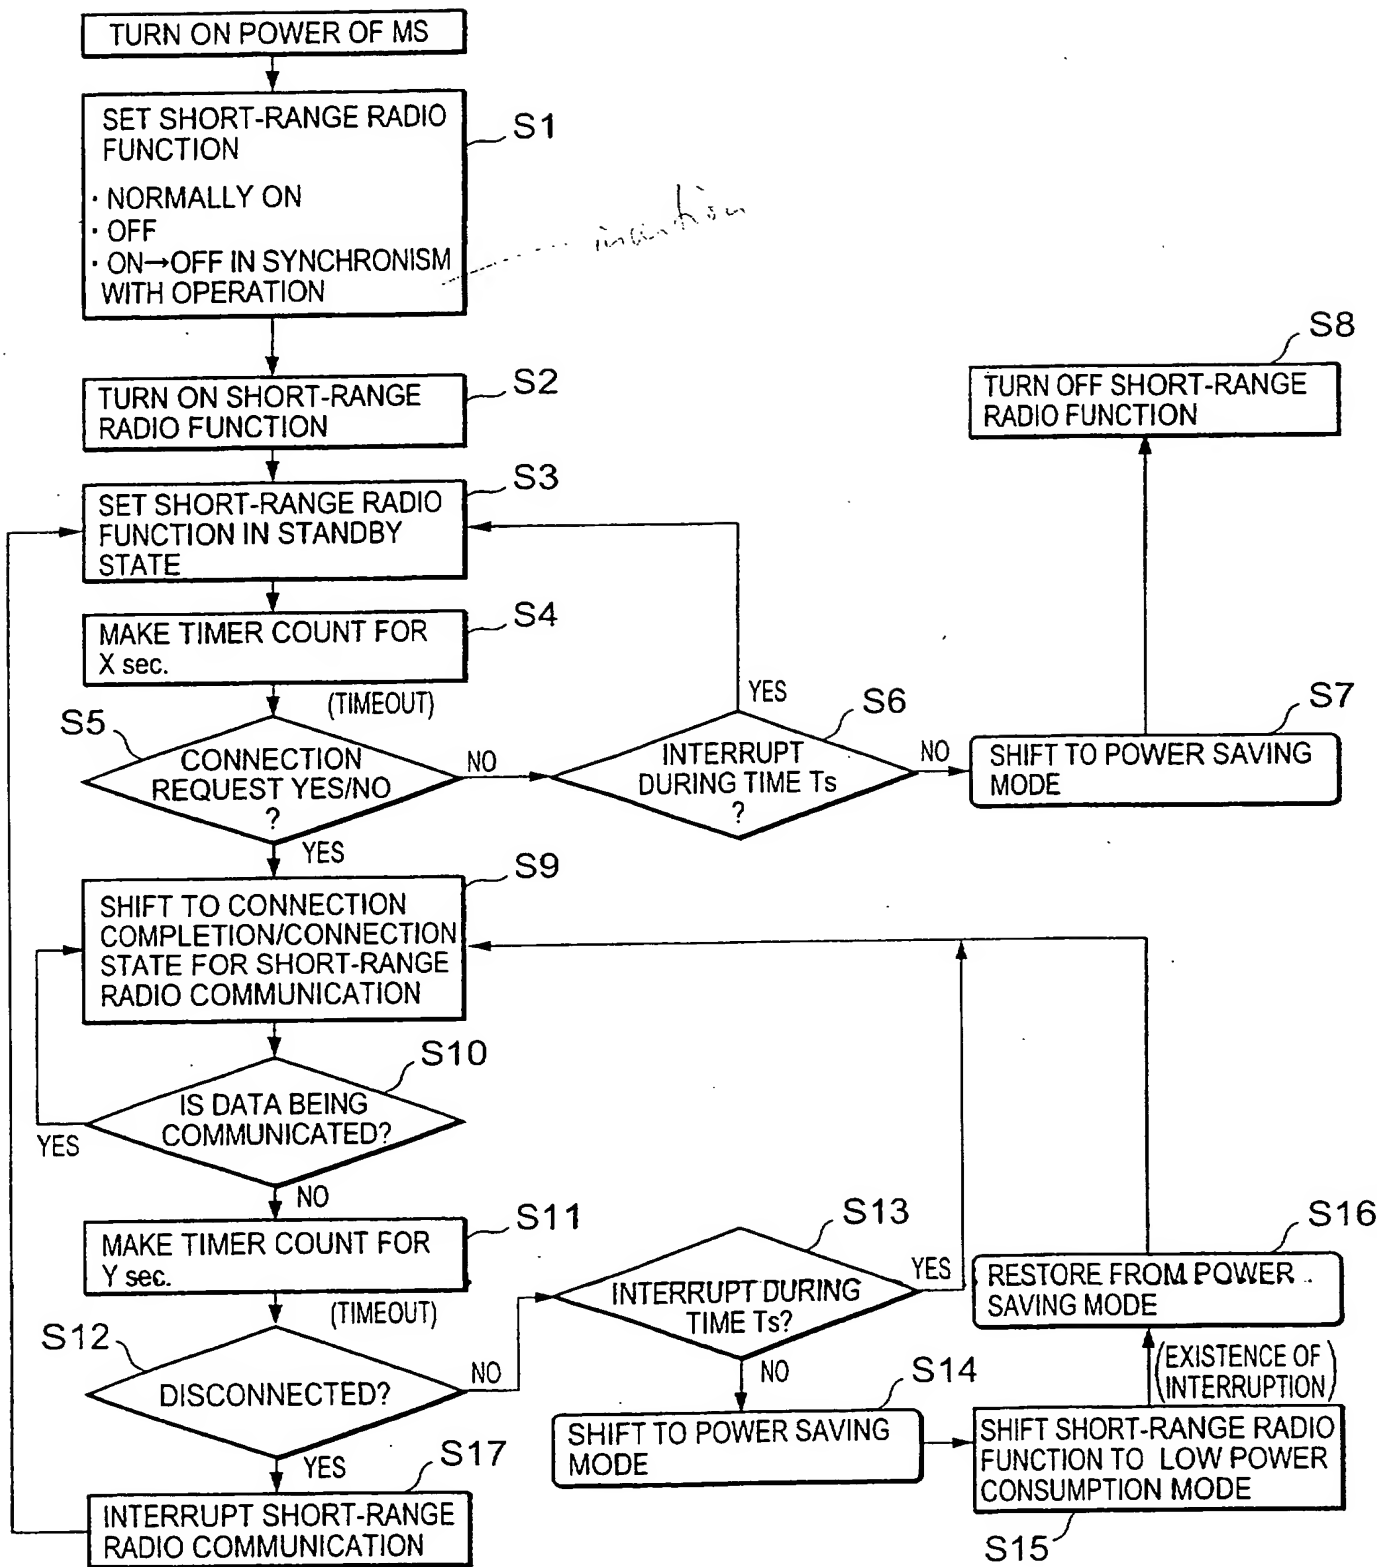 TURN ON POWER OF MS
SET SHORT-RANGE RADIO
FUNCTION
· NORMALLY ON
· OFF
· ON→OFF IN SYNCHRONISM
WITH OPERATION
S1
TURN ON SHORT-RANGE
RADIO FUNCTION
S2
SET SHORT-RANGE RADIO
FUNCTION IN STANDBY
STATE
S3
MAKE TIMER COUNT FOR
X sec.
S4
(TIMEOUT)
S5
CONNECTION
REQUEST YES/NO
?
NO
YES
INTERRUPT
DURING TIME Ts
?
S6
YES
NO
SHIFT TO POWER SAVING
MODE
S7
TURN OFF SHORT-RANGE
RADIO FUNCTION
S8
SHIFT TO CONNECTION
COMPLETION/CONNECTION
STATE FOR SHORT-RANGE
RADIO COMMUNICATION
S9
IS DATA BEING
COMMUNICATED?
S10
YES
NO
MAKE TIMER COUNT FOR
Y sec.
S11
(TIMEOUT)
S12
DISCONNECTED?
NO
YES
INTERRUPT DURING
TIME Ts?
S13
YES
NO
SHIFT TO POWER SAVING
MODE
S14
SHIFT SHORT-RANGE RADIO
FUNCTION TO LOW POWER
CONSUMPTION MODE
S15
(EXISTENCE OF
INTERRUPTION)
RESTORE FROM POWER
SAVING MODE
S16
INTERRUPT SHORT-RANGE
RADIO COMMUNICATION
S17